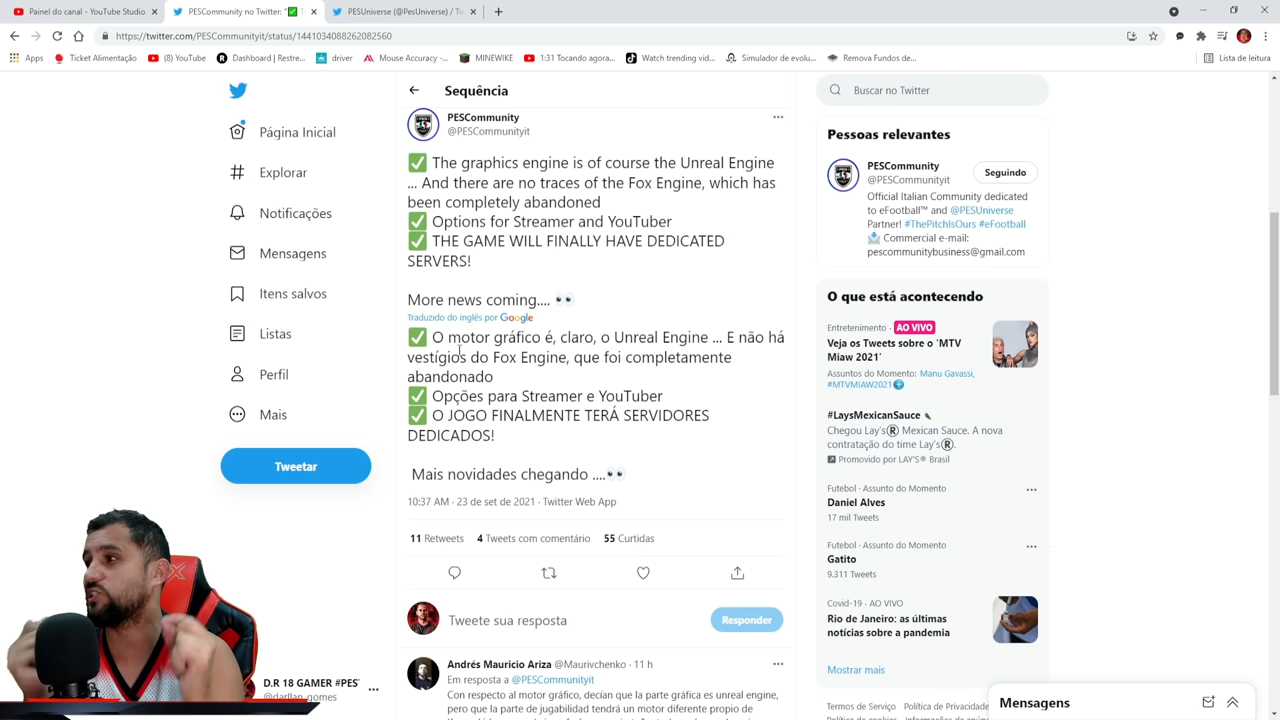 Painel do canal - YouTube Studio
PESCommunity no Twitter: "✅ T
PESUniverse (@PesUniverse) / Tw
https://twitter.com/PESCommunityit/status/1441034088262082560
Apps
Ticket Alimentação
(8) YouTube
Dashboard | Restre...
driver
Mouse Accuracy -...
MINEWIKE
1:31 Tocando agora...
Watch trending vid...
Simulador de evolu...
Remova Fundos de...
Lista de leitura
Página Inicial
Explorar
Notificações
Mensagens
Itens salvos
Listas
Perfil
Mais
Tweetar
D.R 18 GAMER #PES
@darllan_gomes
Sequência
PESCommunity
@PESCommunityit
✅ The graphics engine is of course the Unreal Engine
... And there are no traces of the Fox Engine, which has
been completely abandoned
✅ Options for Streamer and YouTuber
✅ THE GAME WILL FINALLY HAVE DEDICATED
SERVERS!
More news coming.... 👀
Traduzido do inglês por Google
✅ O motor gráfico é, claro, o Unreal Engine ... E não há
vestígios do Fox Engine, que foi completamente
abandonado
✅ Opções para Streamer e YouTuber
✅ O JOGO FINALMENTE TERÁ SERVIDORES
DEDICADOS!
Mais novidades chegando ....👀
10:37 AM · 23 de set de 2021 · Twitter Web App
11 Retweets 4 Tweets com comentário 55 Curtidas
Tweete sua resposta
Responder
Andrés Mauricio Ariza @Maurivchenko · 11 h
Em resposta a @PESCommunityit
Con respecto al motor gráfico, decían que la parte gráfica es unreal engine,
pero que la parte de jugabilidad tendrá un motor diferente propio de
Buscar no Twitter
Pessoas relevantes
PESCommunity
@PESCommunityit
Seguindo
Official Italian Community dedicated
to eFootball™ and @PESUniverse
Partner! #ThePitchIsOurs #eFootball
📩 Commercial e-mail:
pescommunitybusiness@gmail.com
O que está acontecendo
Entretenimento · AO VIVO
Veja os Tweets sobre o 'MTV
Miaw 2021'
Assuntos do Momento: Manu Gavassi,
#MTVMIAW2021
#LaysMexicanSauce
Chegou Lay's® Mexican Sauce. A nova
contratação do time Lay's®.
Promovido por LAY'S® Brasil
Futebol · Assunto do Momento
Daniel Alves
17 mil Tweets
Futebol · Assunto do Momento
Gatito
9.311 Tweets
Covid-19 · AO VIVO
Rio de Janeiro: as últimas
notícias sobre a pandemia
Mostrar mais
Termos de Serviço Política de Privacidade
Mensagens